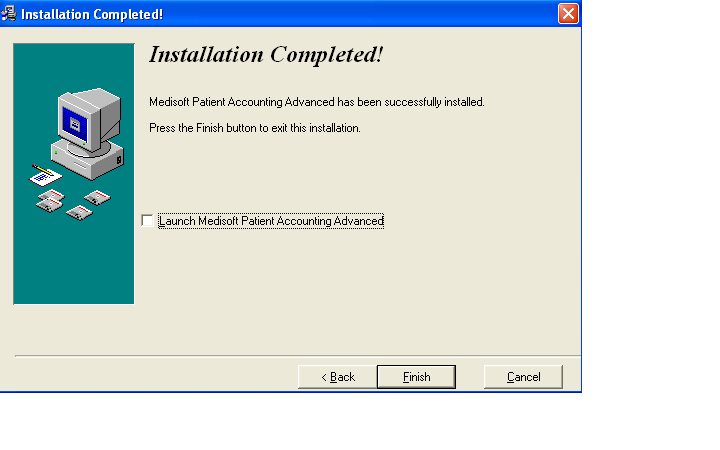 Installation Completed!
Installation Completed!
Medisoft Patient Accounting Advanced has been successfully installed.
Press the Finish button to exit this installation.
Launch Medisoft Patient Accounting Advanced
< Back
Finish
Cancel